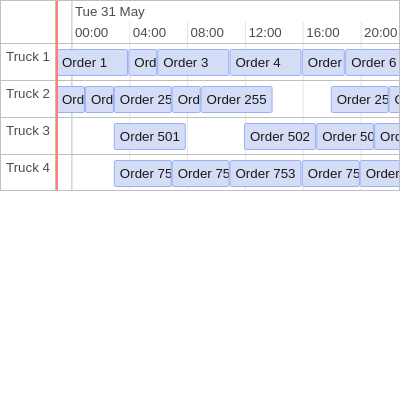 Tue 31 May
00:00 04:00 08:00 12:00 16:00 20:00
Truck 1 Order 1 Ord Order 3 Order 4 Order Order 6
Truck 2 Ord Ord Order 25 Ord Order 255 Order 25
Truck 3 Order 501 Order 502 Order 50 Ord
Truck 4 Order 75 Order 75 Order 753 Order 75 Order